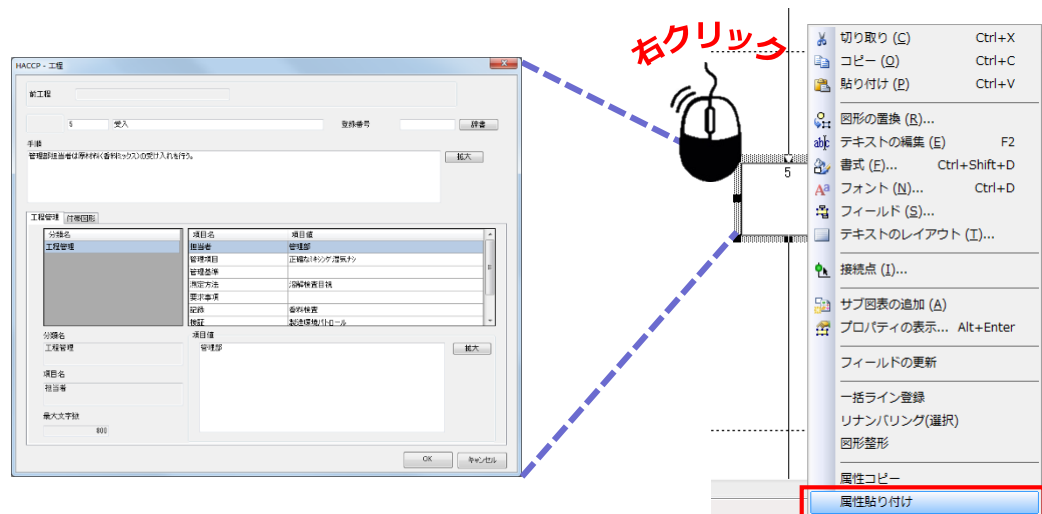 HACCP - 工程
前工程
5 受入 登録番号 辞書
手順
管理部担当者は原材料(香料ミックス)の受け入れを行う。
拡大
工程管理 付帯図形
分類名
工程管理
項目名 項目値
担当者 管理部
管理項目 正確なミキシング 湿気ナシ
管理基準
測定方法 溶解検査目視
要求事項
記録 香料検査
検証 製造環境パトロール
分類名
工程管理
項目名
担当者
最大文字数
800
項目値
管理部
拡大
OK キャンセル
右クリック
5
切り取り (C) Ctrl+X
コピー (O) Ctrl+C
貼り付け (P) Ctrl+V
図形の置換 (R)...
テキストの編集 (E) F2
書式 (F)... Ctrl+Shift+D
フォント (N)... Ctrl+D
フィールド (S)...
テキストのレイアウト (I)...
接続点 (I)...
サブ図表の追加 (A)
プロパティの表示... Alt+Enter
フィールドの更新
一括ライン登録
リナンバリング(選択)
図形整形
属性コピー
属性貼り付け